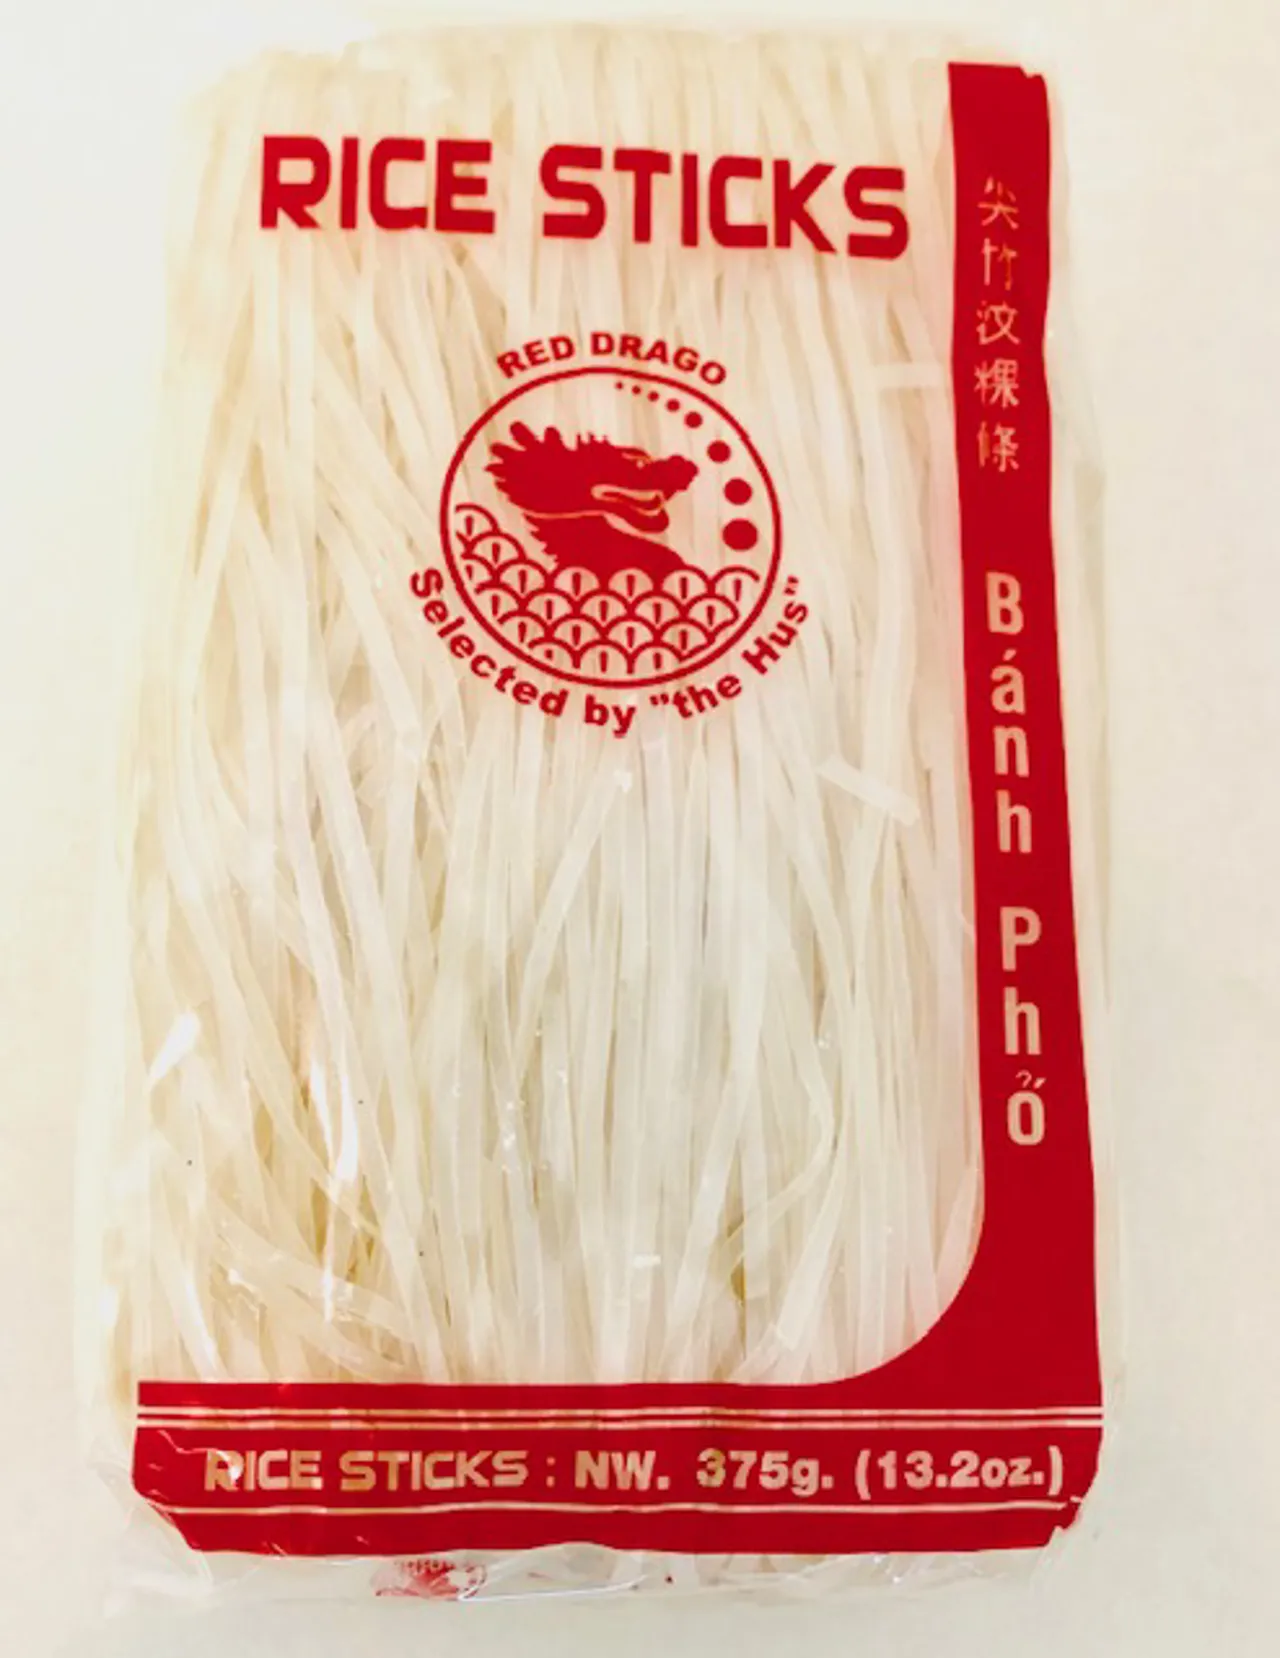 RICE STICKS
RED DRAGO
Selected by "the Hus"
尖竹汶粿條
Bánh Phở
RICE STICKS : NW. 375g. (13.2oz.)